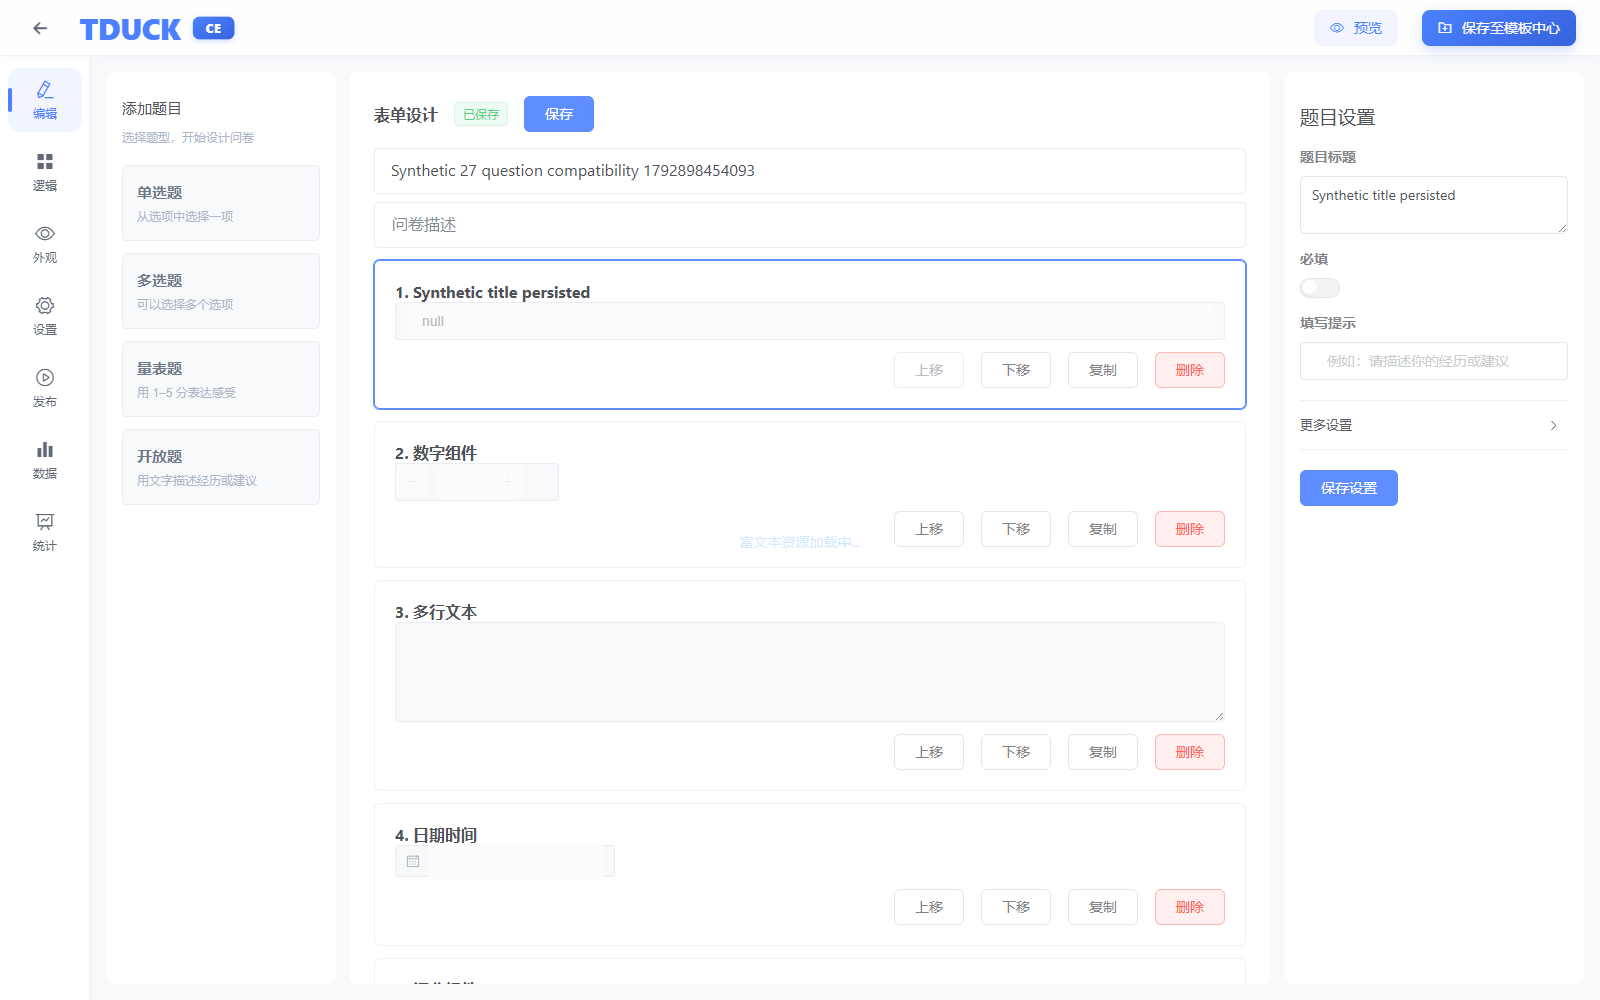 TDUCK CE
预览
保存至模板中心
编辑
逻辑
外观
设置
发布
数据
统计
添加题目
选择题型，开始设计问卷
单选题
从选项中选择一项
多选题
可以选择多个选项
量表题
用 1–5 分表达感受
开放题
用文字描述经历或建议
表单设计 已保存 保存
Synthetic 27 question compatibility 1792898454093
问卷描述
1. Synthetic title persisted
null
上移 下移 复制 删除
2. 数字组件
上移 下移 复制 删除
富文本资源加载中...
3. 多行文本
上移 下移 复制 删除
4. 日期时间
上移 下移 复制 删除
题目设置
题目标题
Synthetic title persisted
必填
填写提示
例如：请描述你的经历或建议
更多设置
保存设置